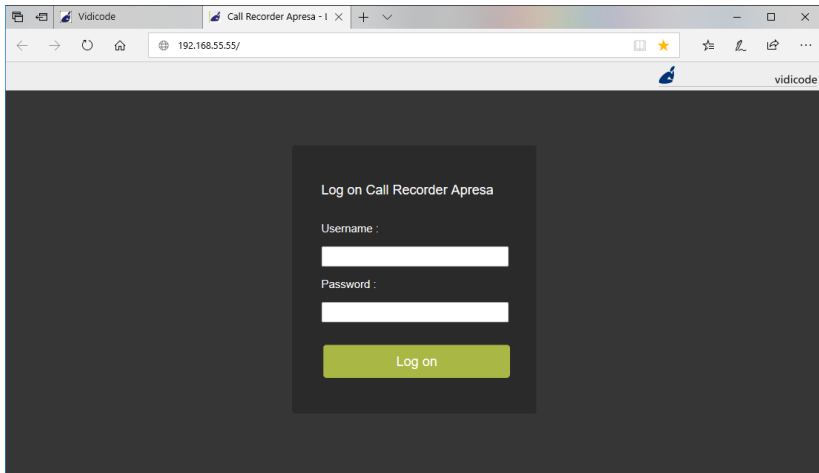 Vidicode
Call Recorder Apresa - L
192.168.55.55/
vidicode
Log on Call Recorder Apresa
Username :
Password :
Log on